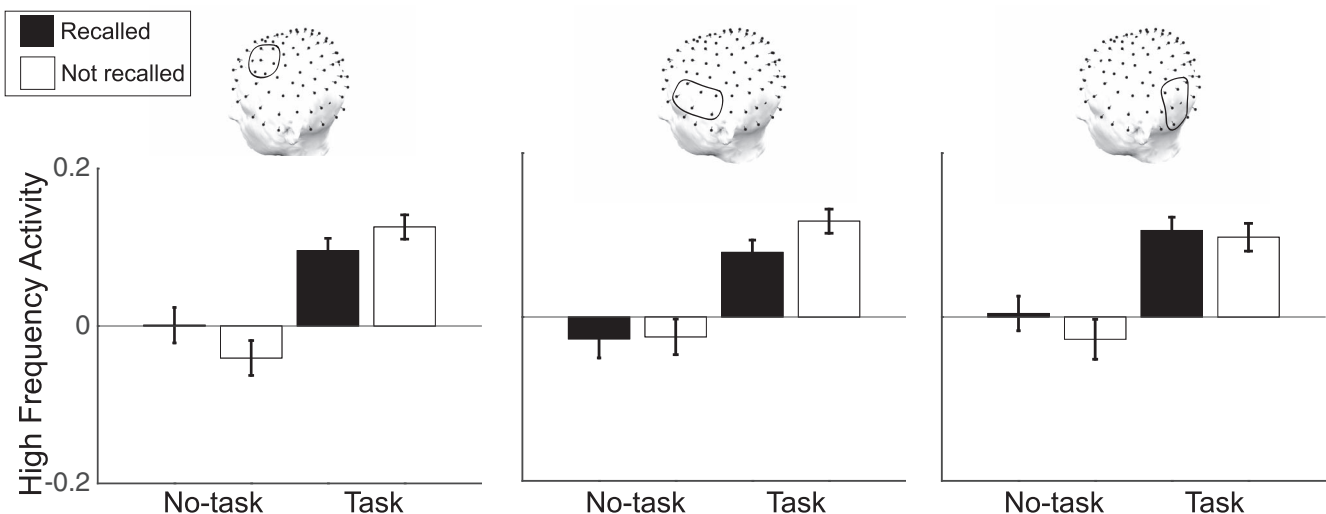 Recalled
Not recalled
High Frequency Activity
0.2
0
-0.2
No-task Task
No-task Task
No-task Task